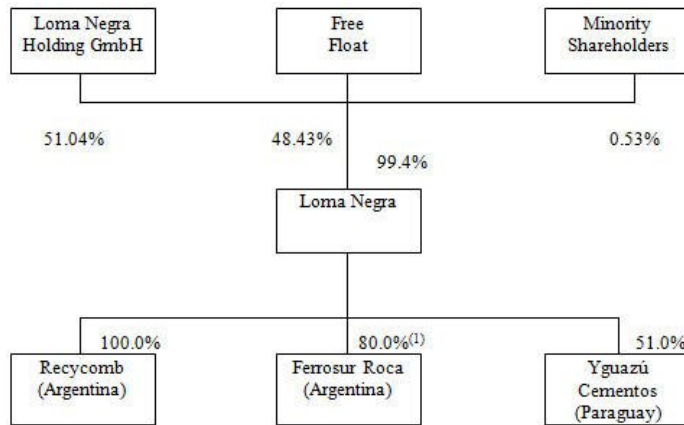 Loma Negra
Holding GmbH
Free
Float
Minority
Shareholders
51.04%
48.43%
0.53%
99.4%
Loma Negra
100.0%
80.0%(1)
51.0%
Recycomb
(Argentina)
Ferrosur Roca
(Argentina)
Yguazú
Cementos
(Paraguay)